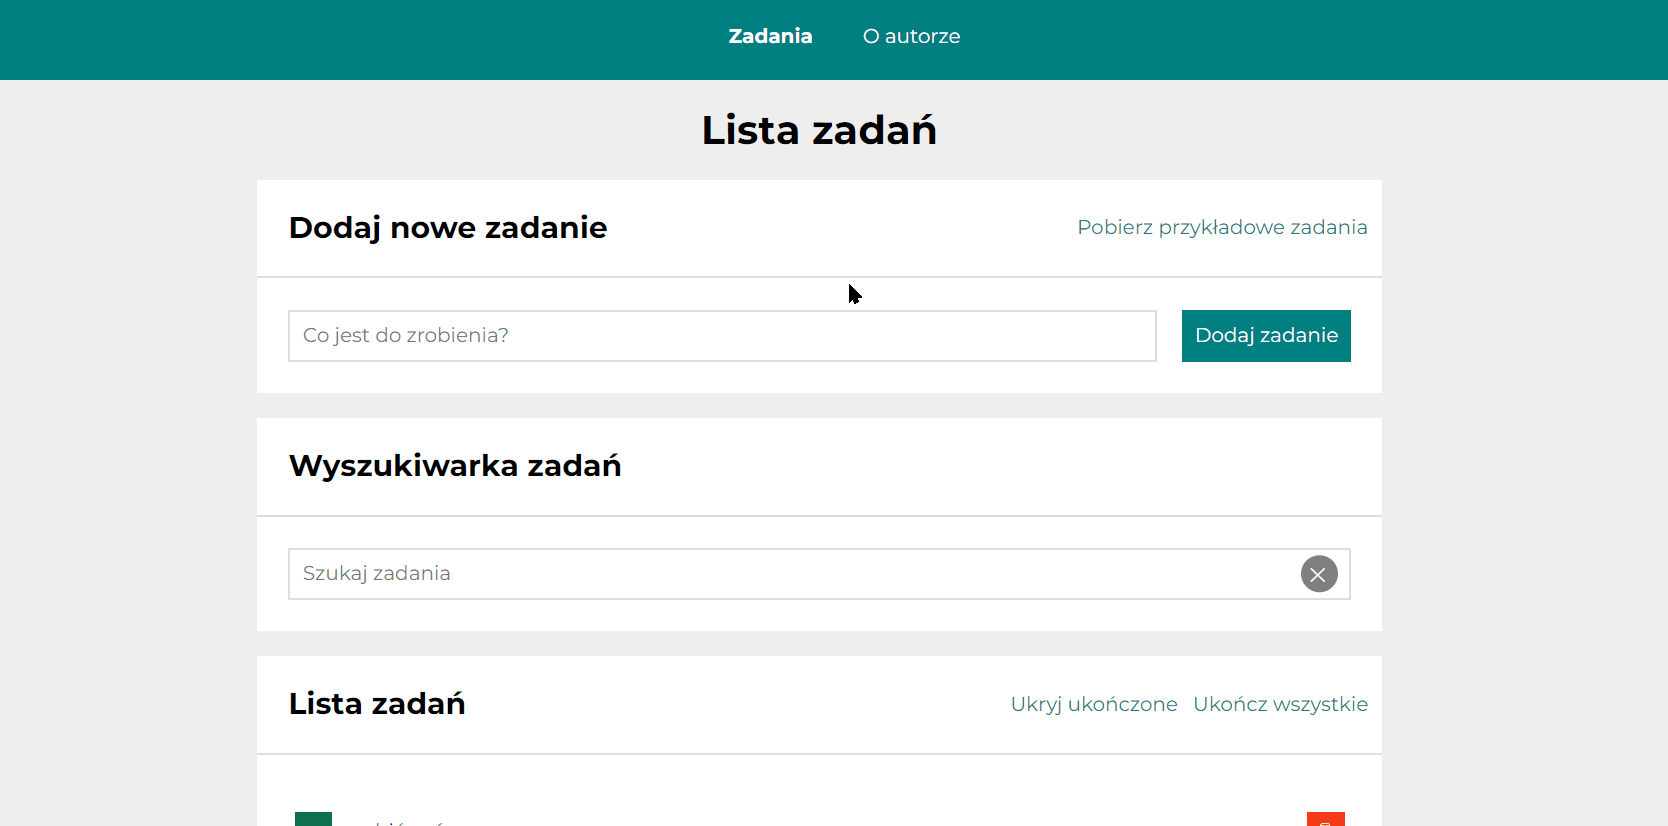 Zadania O autorze
Lista zadań
Dodaj nowe zadanie Pobierz przykładowe zadania
Co jest do zrobienia? Dodaj zadanie
Wyszukiwarka zadań
Szukaj zadania
Lista zadań Ukryj ukończone Ukończ wszystkie